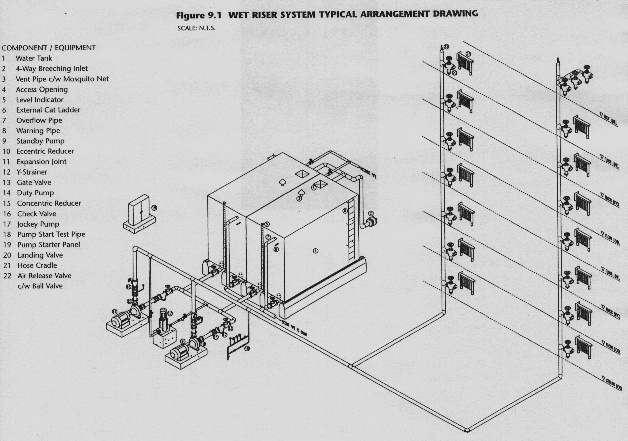 Figure 9.1 WET RISER SYSTEM TYPICAL ARRANGEMENT DRAWING
SCALE: N.T.S.
COMPONENT / EQUIPMENT
1 Water Tank
2 4-Way Breeching Inlet
3 Vent Pipe c/w Mosquito Net
4 Access Opening
5 Level Indicator
6 External Cat Ladder
7 Overflow Pipe
8 Warning Pipe
9 Standby Pump
10 Eccentric Reducer
11 Expansion Joint
12 Y-Strainer
13 Gate Valve
14 Duty Pump
15 Concentric Reducer
16 Check Valve
17 Jockey Pump
18 Pump Start Test Pipe
19 Pump Starter Panel
20 Landing Valve
21 Hose Cradle
22 Air Release Valve
c/w Ball Valve